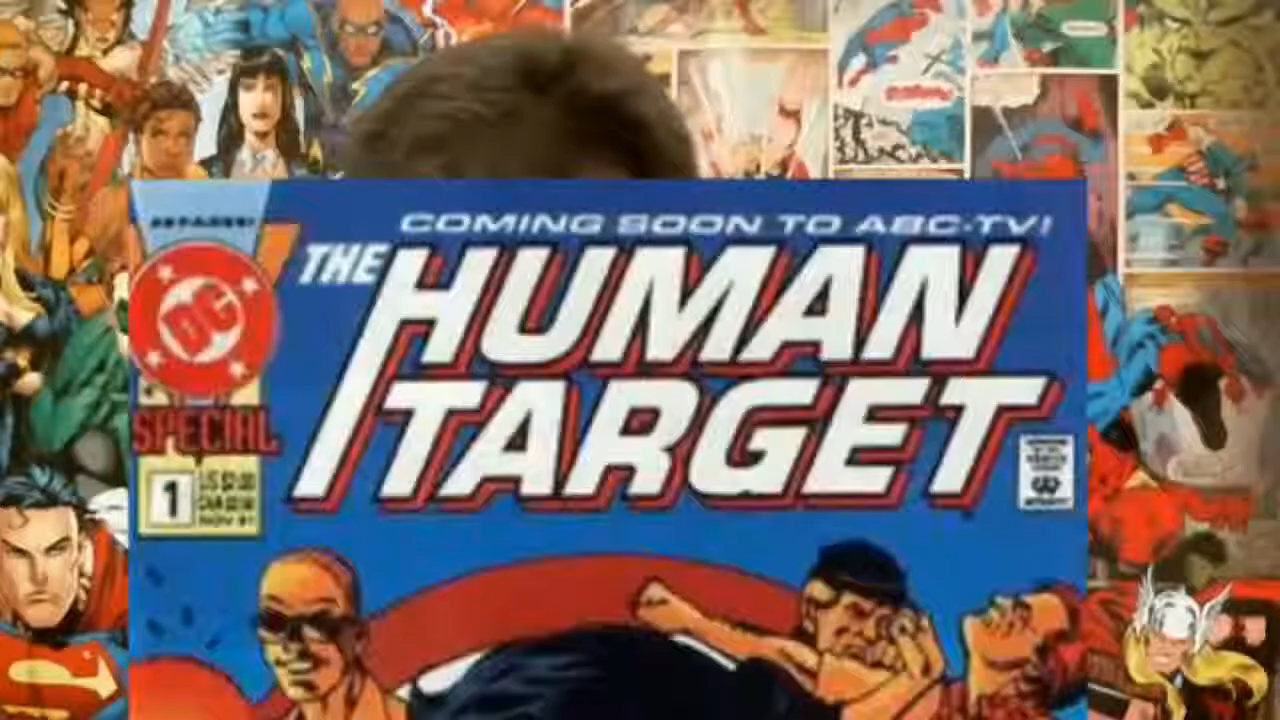 COMING SOON TO ABC-TV!
THE HUMAN
TARGET
DC
SPECIAL
1